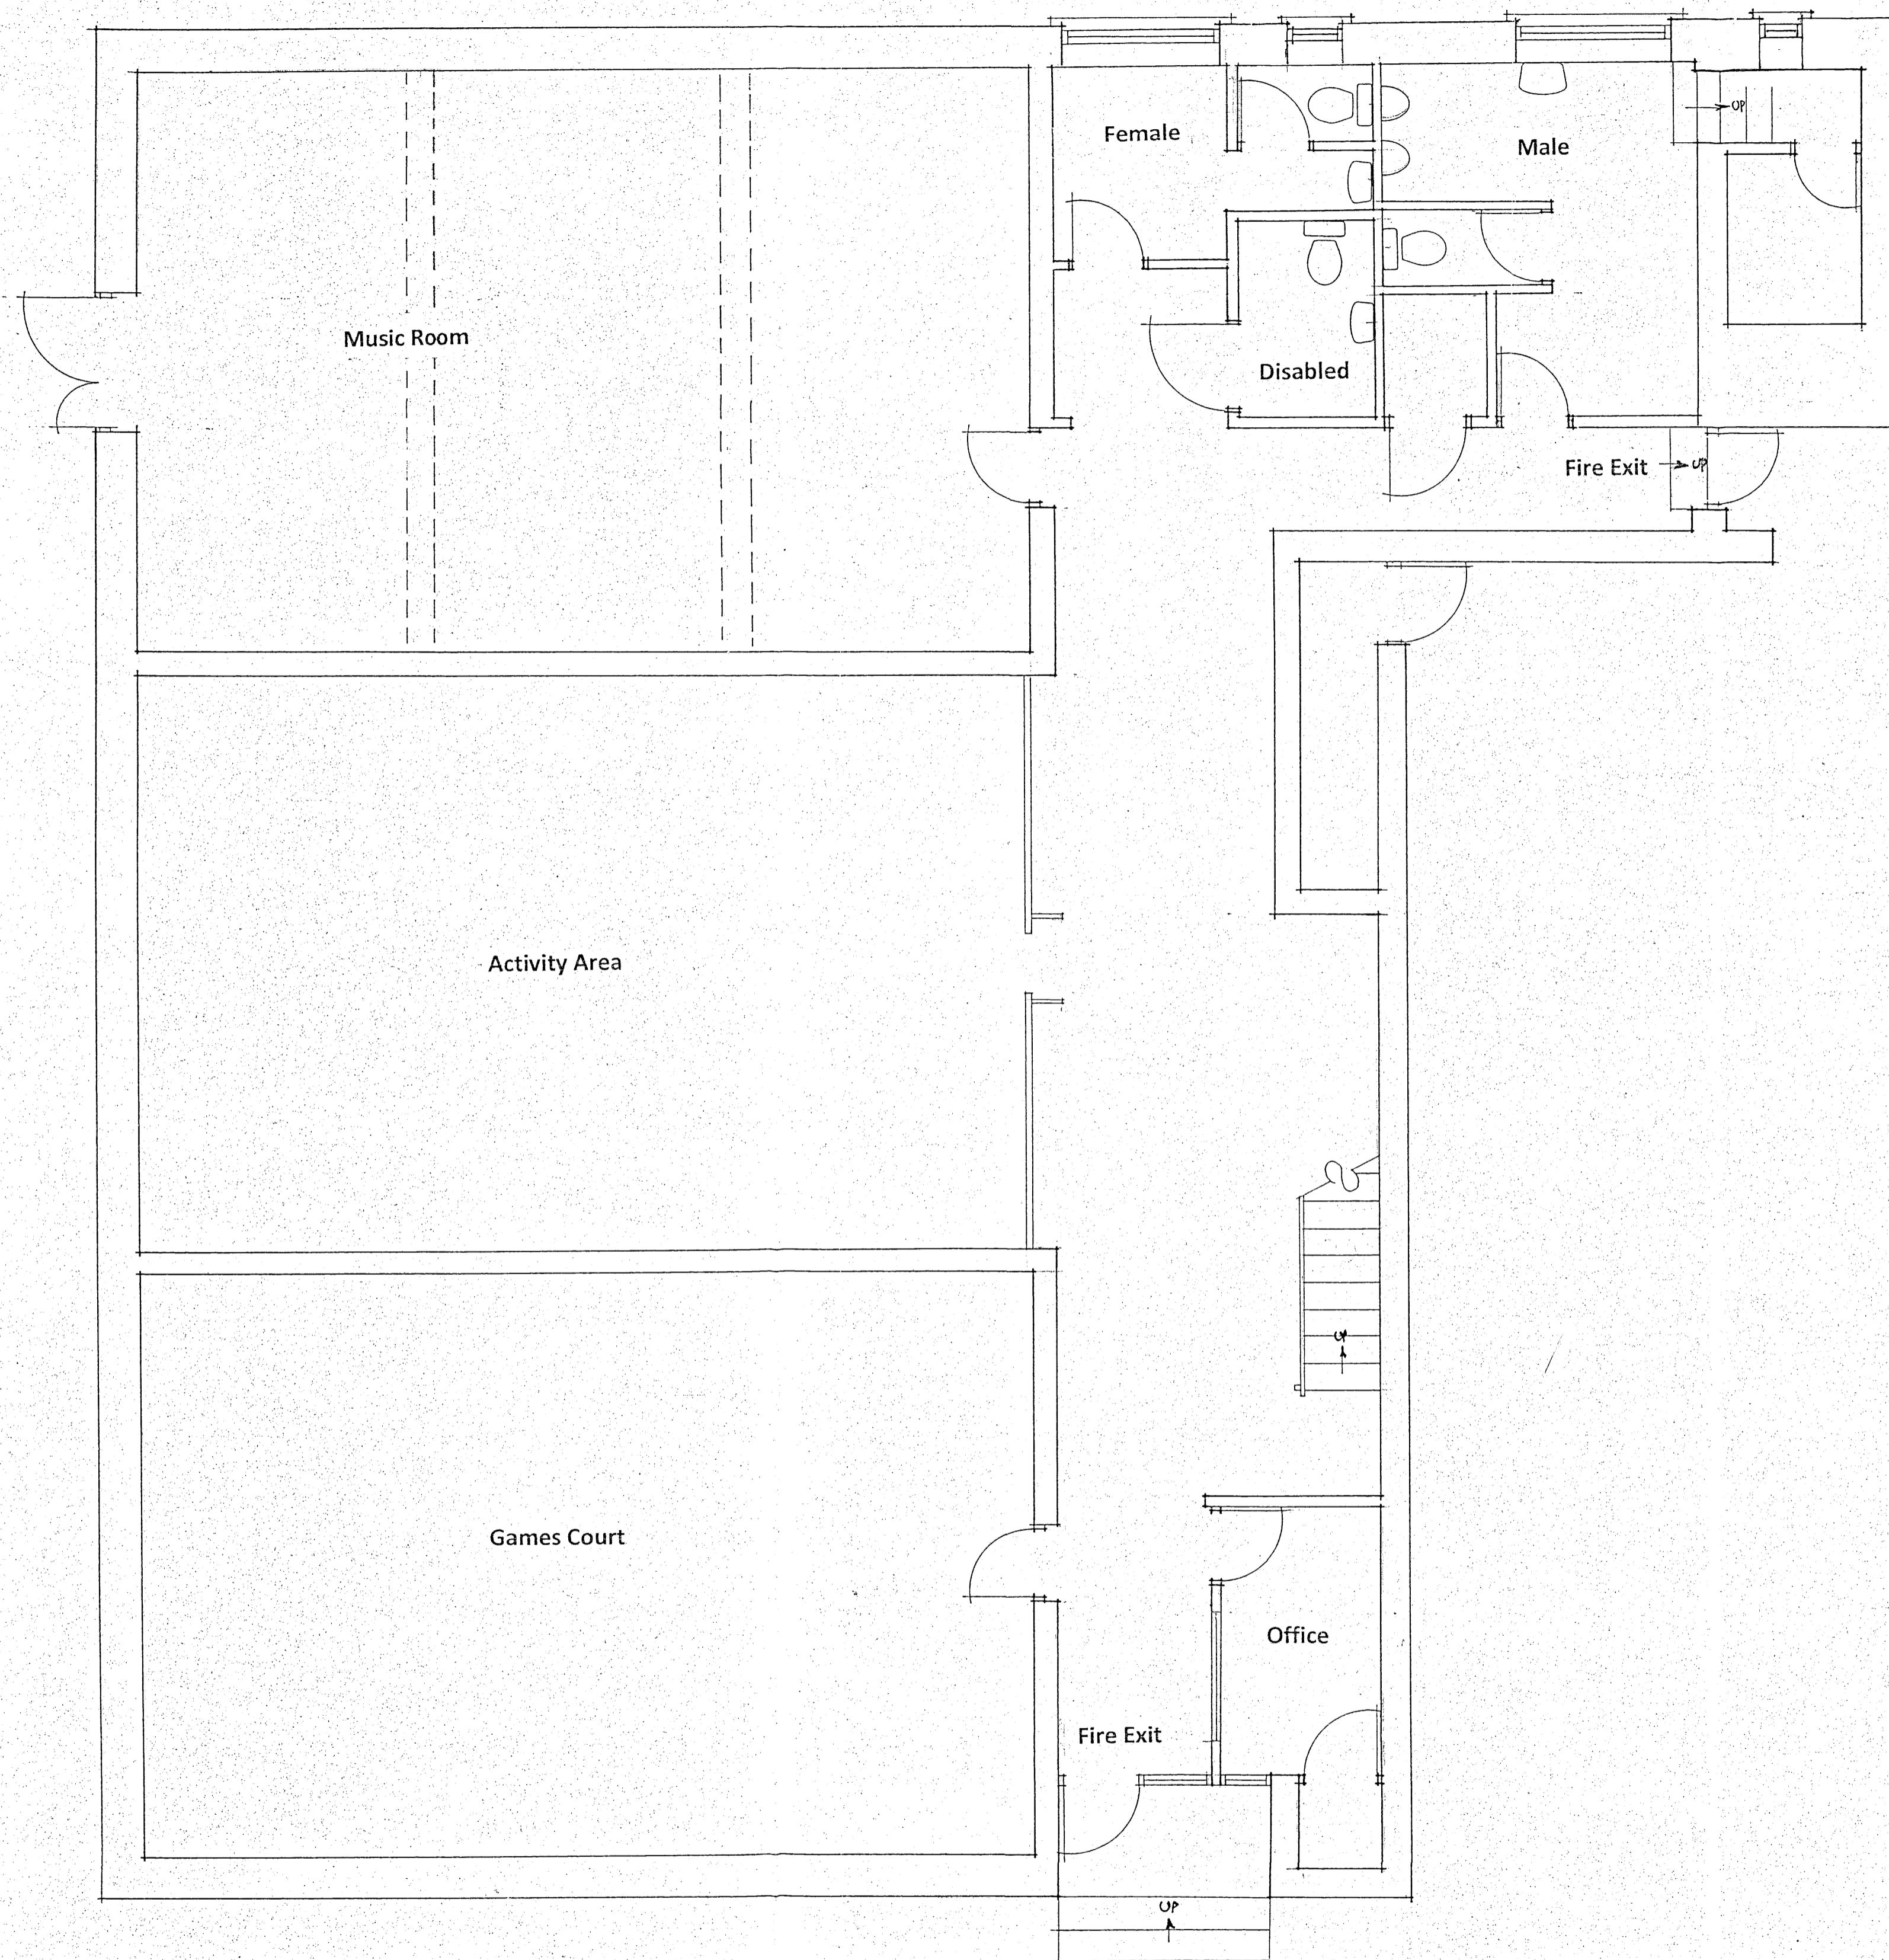 Female
Male
UP
Music Room
Disabled
Fire Exit
UP
Activity Area
UP
Games Court
Office
Fire Exit
UP